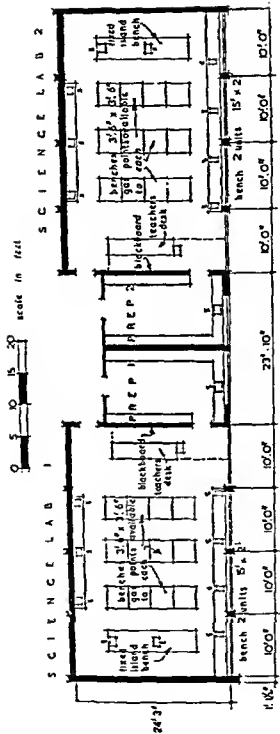 scale in feet
0 5 10 15 20
SCIENCE LAB 1
SCIENCE LAB 2
fixed
island
bench
benches 3'.6" x 3'.6"
gas points available
to each
blackboard
teachers
desk
PREP 1
PREP 2
blackboard
teachers
desk
benches 3'.6" x 3'.6"
gas points available
to each
fixed
island
bench
bench 2 units 15' x 2'
bench 2 units 15' x 2'
24'3"
10'.0" 10'.0" 10'.0" 10'.0" 23'-10" 10'.0" 10'.0" 10'.0" 10'.0"